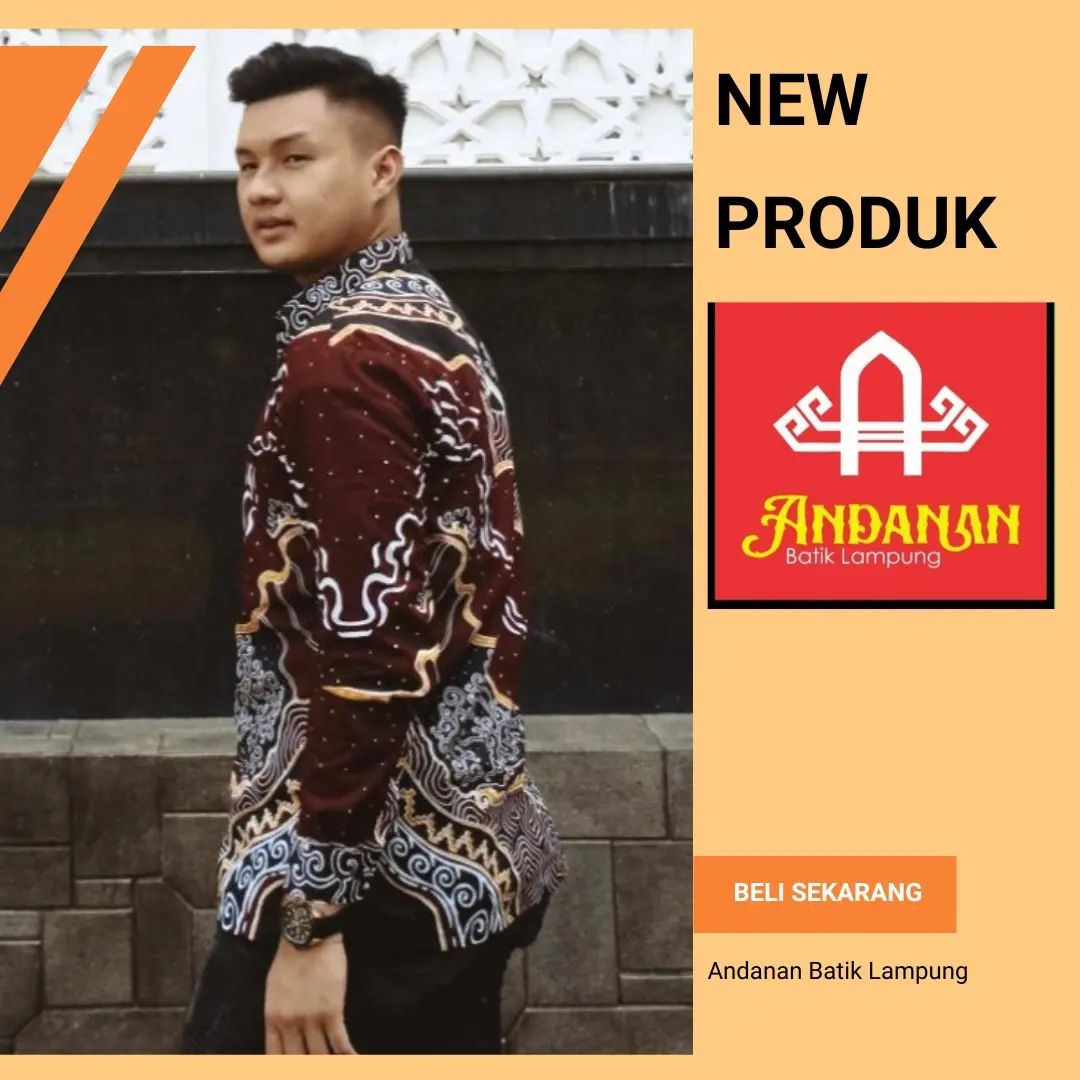 NEW
PRODUK
ANDANAN
Batik Lampung
BELI SEKARANG
Andanan Batik Lampung